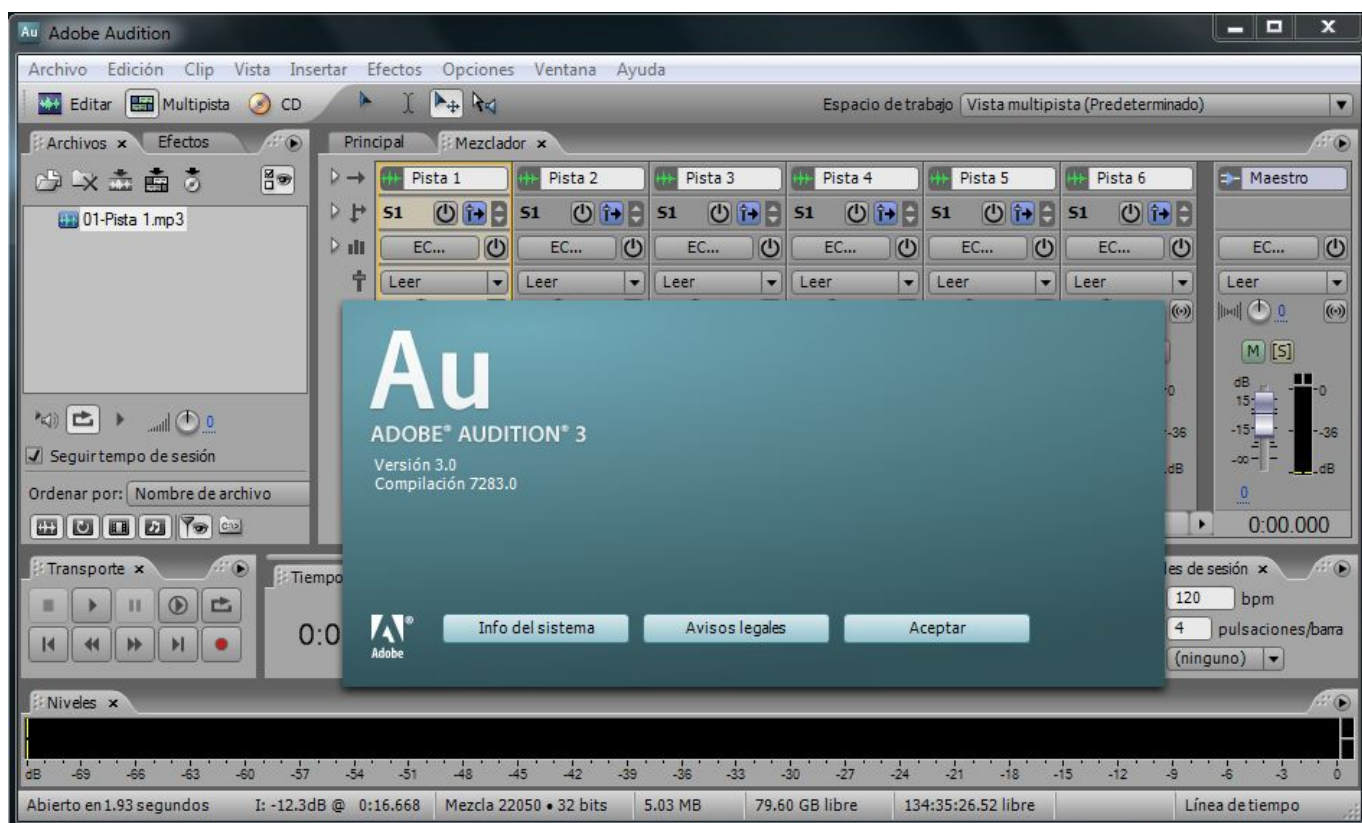 Au Adobe Audition
Archivo Edición Clip Vista Insertar Efectos Opciones Ventana Ayuda
Editar Multipista CD Espacio de trabajo Vista multipista (Predeterminado)
Archivos Efectos Principal Mezclador
Pista 1 Pista 2 Pista 3 Pista 4 Pista 5 Pista 6 Maestro
01-Pista 1.mp3
S1 S1 S1 S1 S1 S1
EC... EC... EC... EC... EC... EC... EC...
Leer Leer Leer Leer Leer Leer Leer
0
M [S]
dB
15- -0
-0
-15- -36
-36
-∞- dB
dB
0
0:00.000
Au
ADOBE® AUDITION® 3
Versión 3.0
Compilación 7283.0
0
Seguir tempo de sesión
Ordenar por: Nombre de archivo
Transporte Tiempo es de sesión
120 bpm
4 pulsaciones/barra
(ninguno)
0:0
Adobe
Info del sistema Avisos legales Aceptar
Niveles
dB -69 -66 -63 -60 -57 -54 -51 -48 -45 -42 -39 -36 -33 -30 -27 -24 -21 -18 -15 -12 -9 -6 -3 0
Abierto en 1.93 segundos I: -12.3dB @ 0:16.668 Mezcla 22050 • 32 bits 5.03 MB 79.60 GB libre 134:35:26.52 libre Línea de tiempo